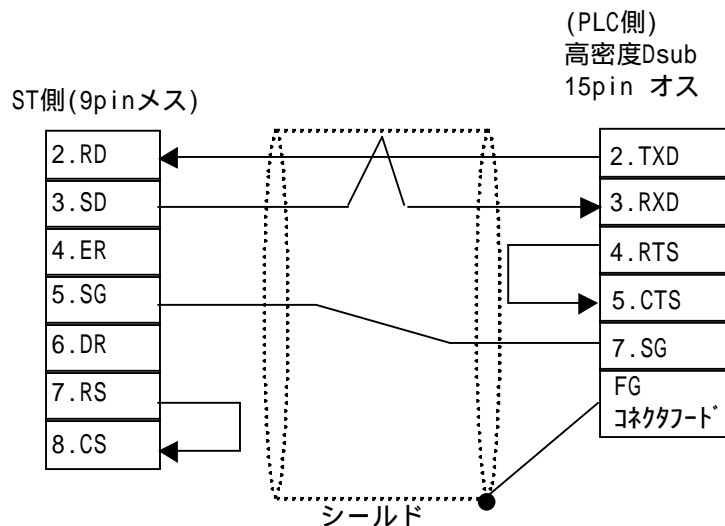 (PLC側)
高密度Dsub
15pin オス
ST側(9pinメス)
2.RD
3.SD
4.ER
5.SG
6.DR
7.RS
8.CS
2.TXD
3.RXD
4.RTS
5.CTS
7.SG
FG
ｺﾈｸﾀﾌｰﾄﾞ
シールド